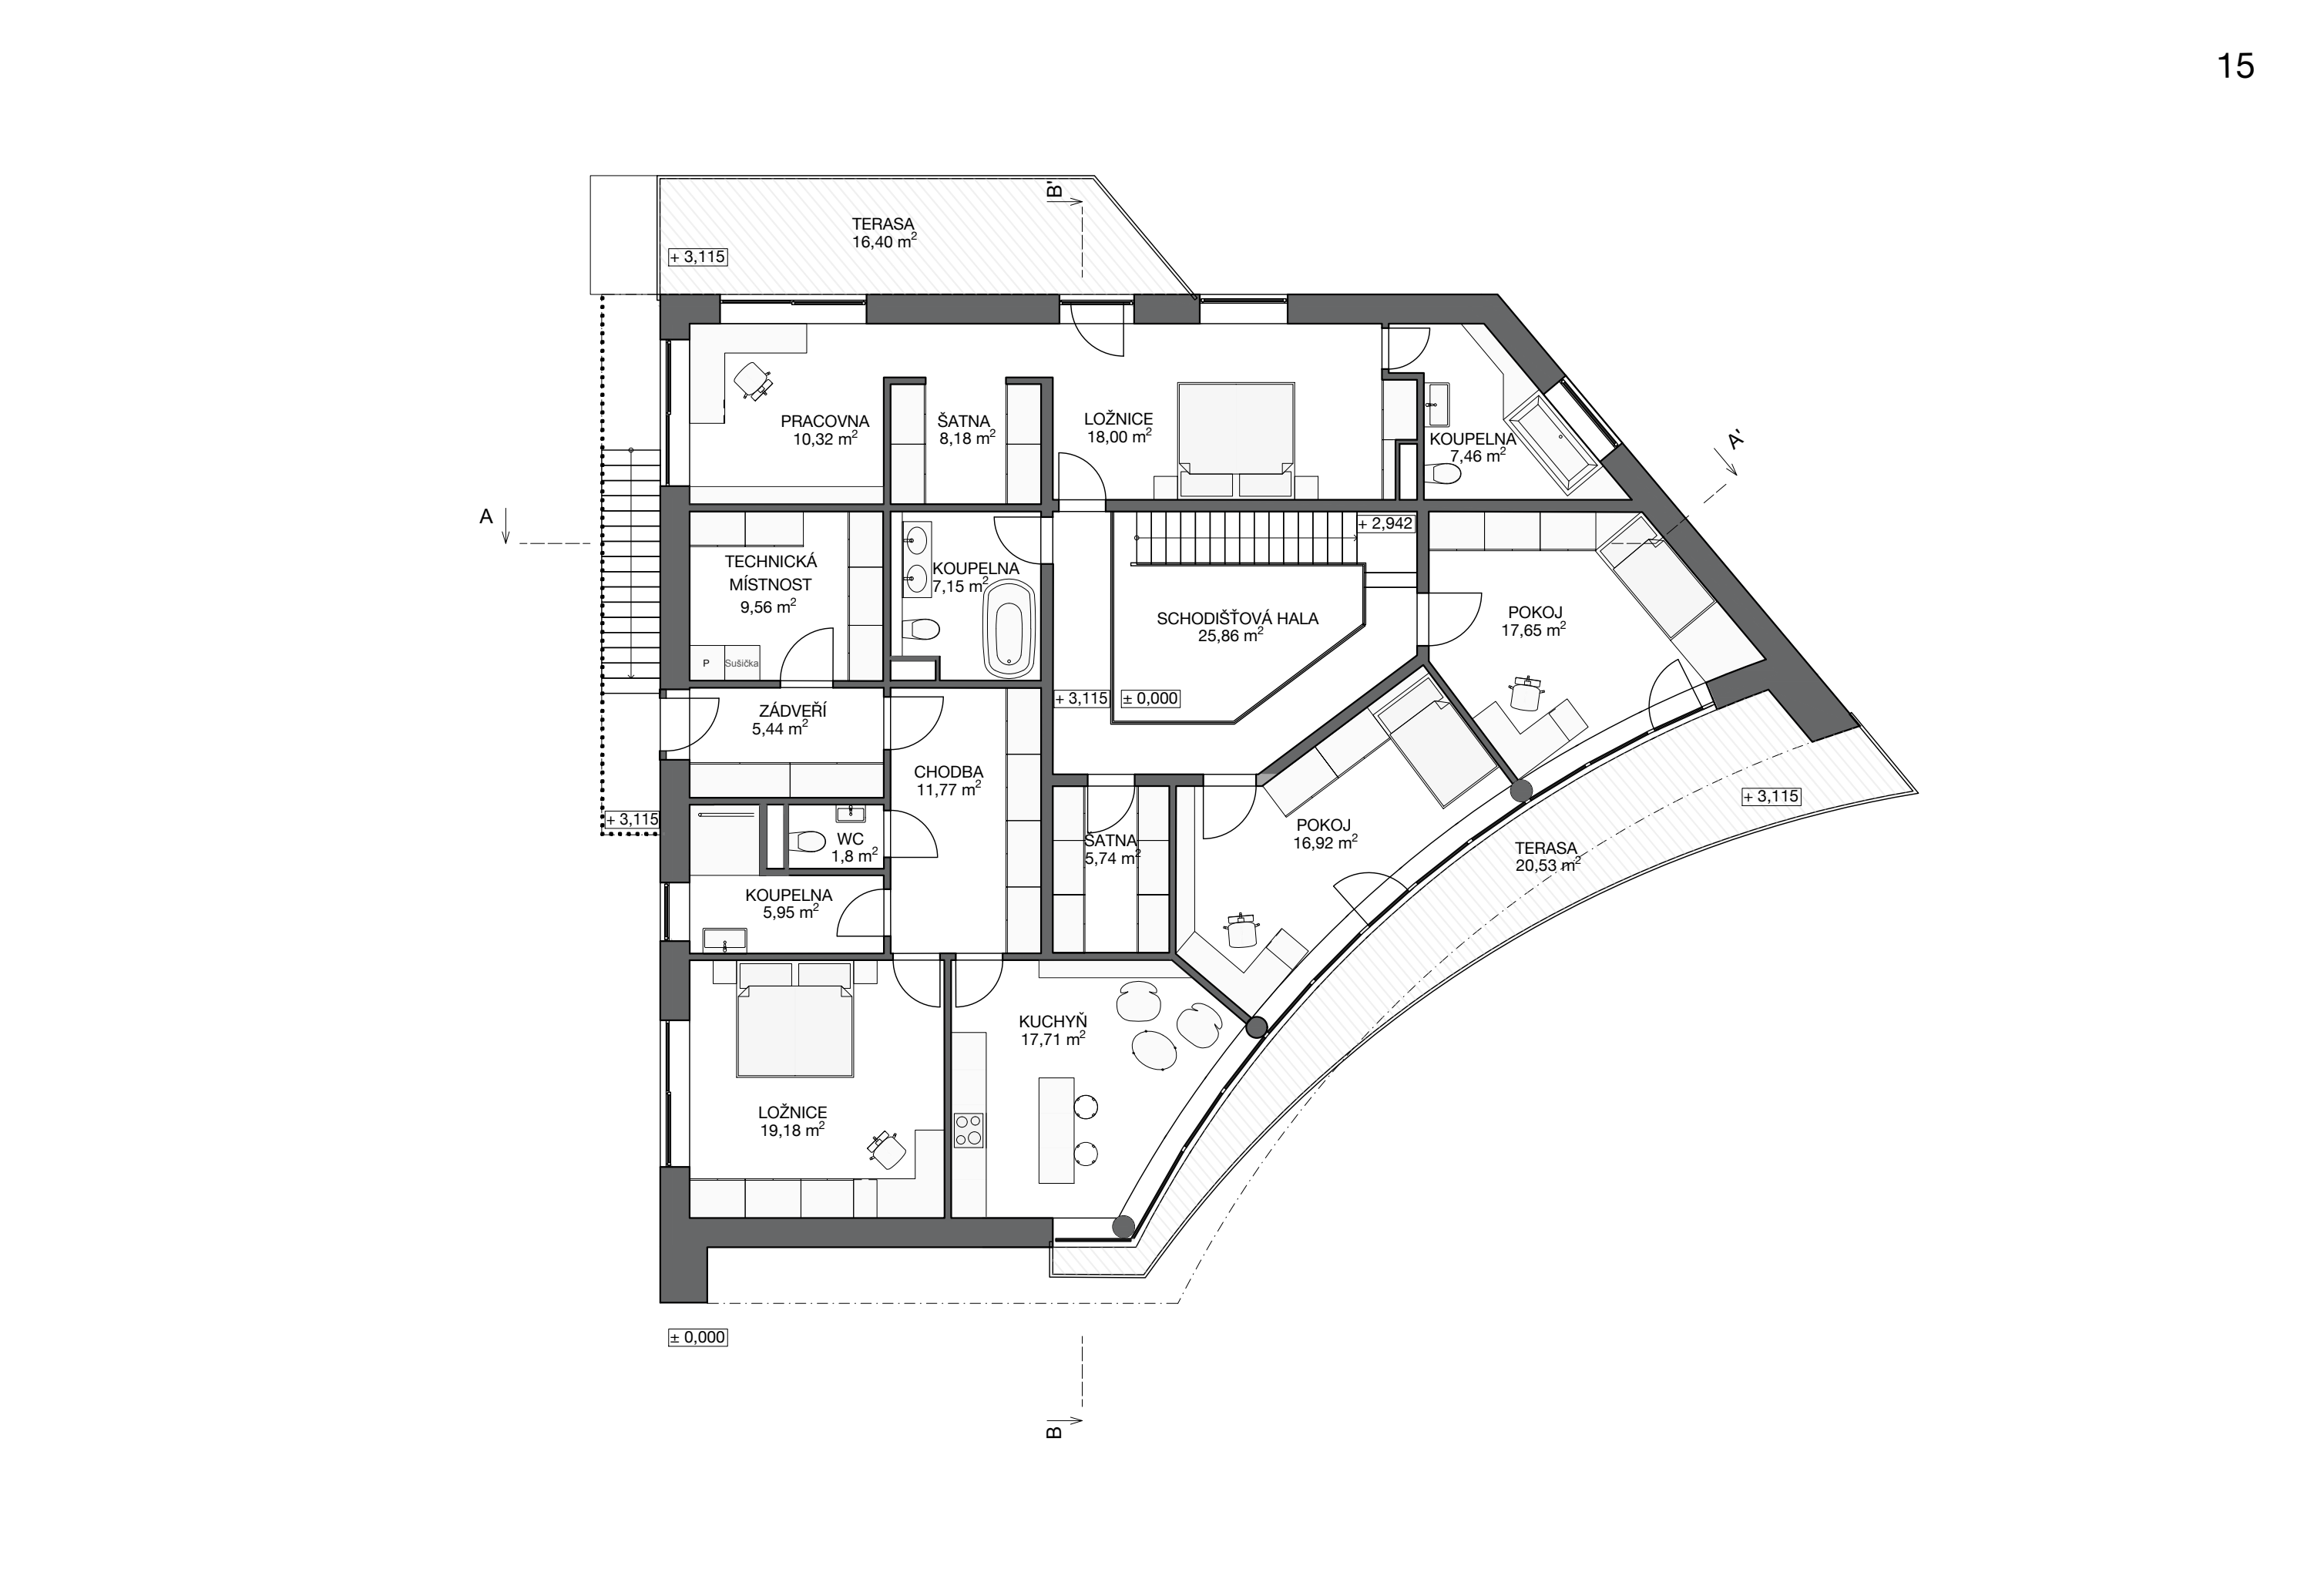 15
B'
TERASA
16,40 m²
+ 3,115
PRACOVNA
10,32 m²
ŠATNA
8,18 m²
LOŽNICE
18,00 m²
KOUPELNA
7,46 m²
A'
A
+ 2,942
TECHNICKÁ
MÍSTNOST
9,56 m²
KOUPELNA
7,15 m²
SCHODIŠŤOVÁ HALA
25,86 m²
POKOJ
17,65 m²
P
Sušička
+ 3,115
± 0,000
ZÁDVEŘÍ
5,44 m²
CHODBA
11,77 m²
+ 3,115
+ 3,115
WC
1,8 m²
ŠATNA
5,74 m²
POKOJ
16,92 m²
TERASA
20,53 m²
KOUPELNA
5,95 m²
KUCHYŇ
17,71 m²
LOŽNICE
19,18 m²
± 0,000
B